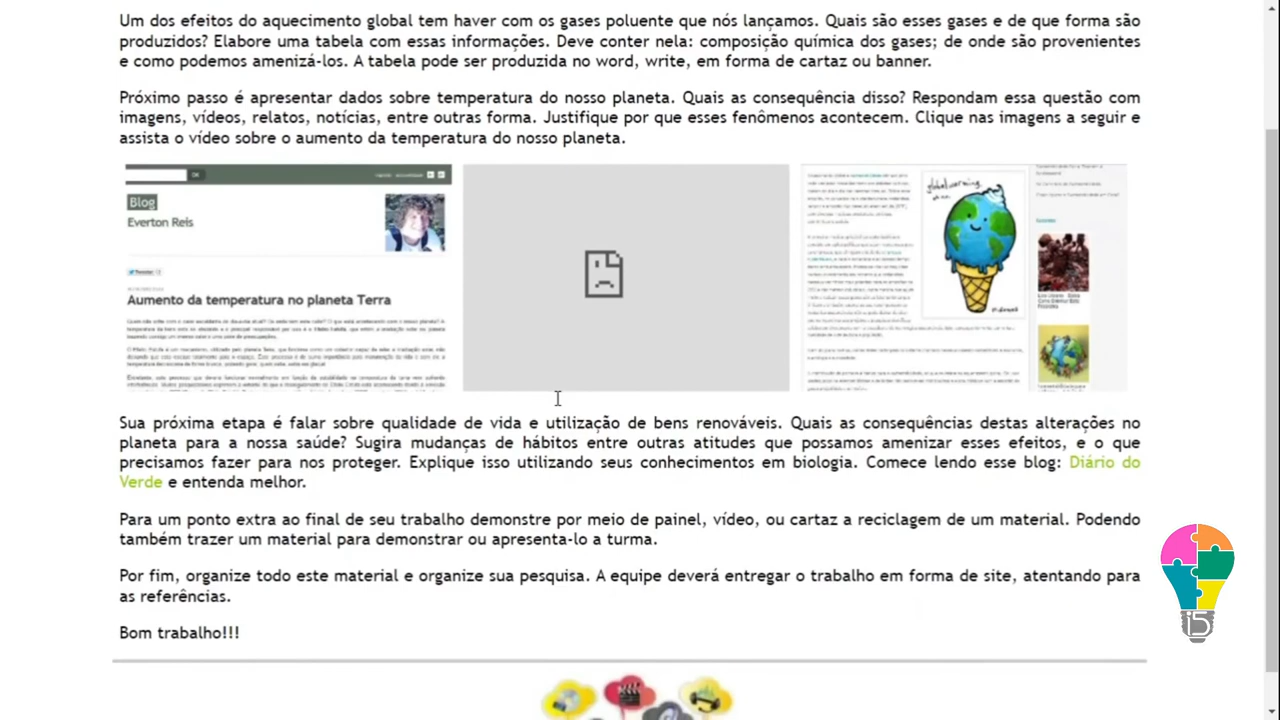 Um dos efeitos do aquecimento global tem haver com os gases poluente que nós lançamos. Quais são esses gases e de que forma são
produzidos? Elabore uma tabela com essas informações. Deve conter nela: composição química dos gases; de onde são provenientes
e como podemos amenizá-los. A tabela pode ser produzida no word, write, em forma de cartaz ou banner.
Próximo passo é apresentar dados sobre temperatura do nosso planeta. Quais as consequência disso? Respondam essa questão com
imagens, vídeos, relatos, notícias, entre outras forma. Justifique por que esses fenômenos acontecem. Clique nas imagens a seguir e
assista o vídeo sobre o aumento da temperatura do nosso planeta.
Blog
Everton Reis
Aumento da temperatura no planeta Terra
global warming
Sua próxima etapa é falar sobre qualidade de vida e utilização de bens renováveis. Quais as consequências destas alterações no
planeta para a nossa saúde? Sugira mudanças de hábitos entre outras atitudes que possamos amenizar esses efeitos, e o que
precisamos fazer para nos proteger. Explique isso utilizando seus conhecimentos em biologia. Comece lendo esse blog: Diário do
Verde e entenda melhor.
Para um ponto extra ao final de seu trabalho demonstre por meio de painel, vídeo, ou cartaz a reciclagem de um material. Podendo
também trazer um material para demonstrar ou apresenta-lo a turma.
Por fim, organize todo este material e organize sua pesquisa. A equipe deverá entregar o trabalho em forma de site, atentando para
as referências.
Bom trabalho!!!
i5